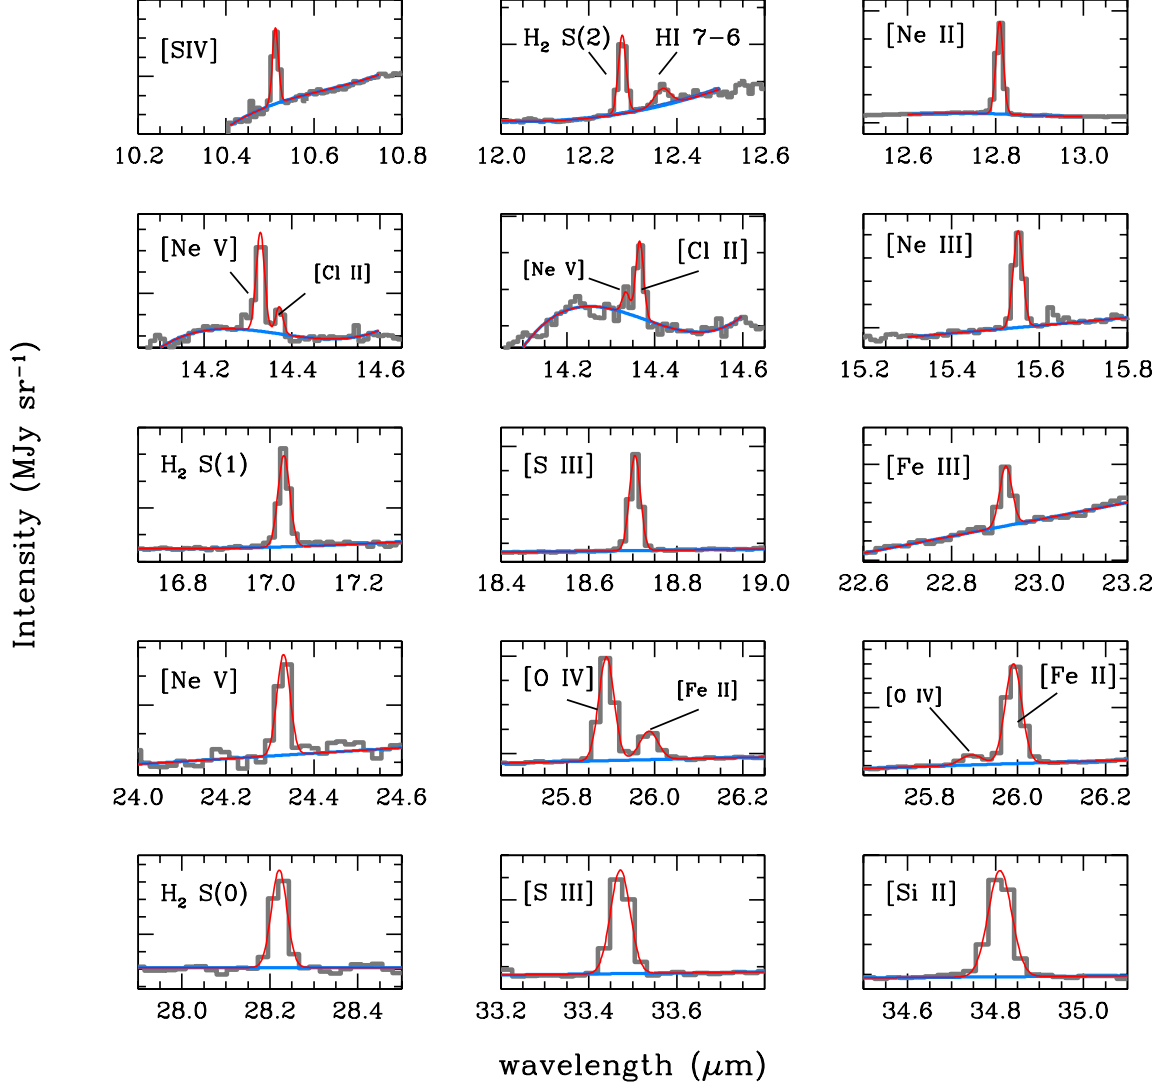 [SIV]
10.2 10.4 10.6 10.8
H₂ S(2) HI 7−6
12.0 12.2 12.4 12.6
[Ne II]
12.6 12.8 13.0
[Ne V]
[Cl II]
14.2 14.4 14.6
[Ne V]
[Cl II]
14.2 14.4 14.6
[Ne III]
15.2 15.4 15.6 15.8
H₂ S(1)
16.8 17.0 17.2
[S III]
18.4 18.6 18.8 19.0
[Fe III]
22.6 22.8 23.0 23.2
[Ne V]
24.0 24.2 24.4 24.6
[O IV]
[Fe II]
25.8 26.0 26.2
[O IV]
[Fe II]
25.8 26.0 26.2
H₂ S(0)
28.0 28.2 28.4
[S III]
33.2 33.4 33.6
[Si II]
34.6 34.8 35.0
Intensity (MJy sr⁻¹)
wavelength (μm)